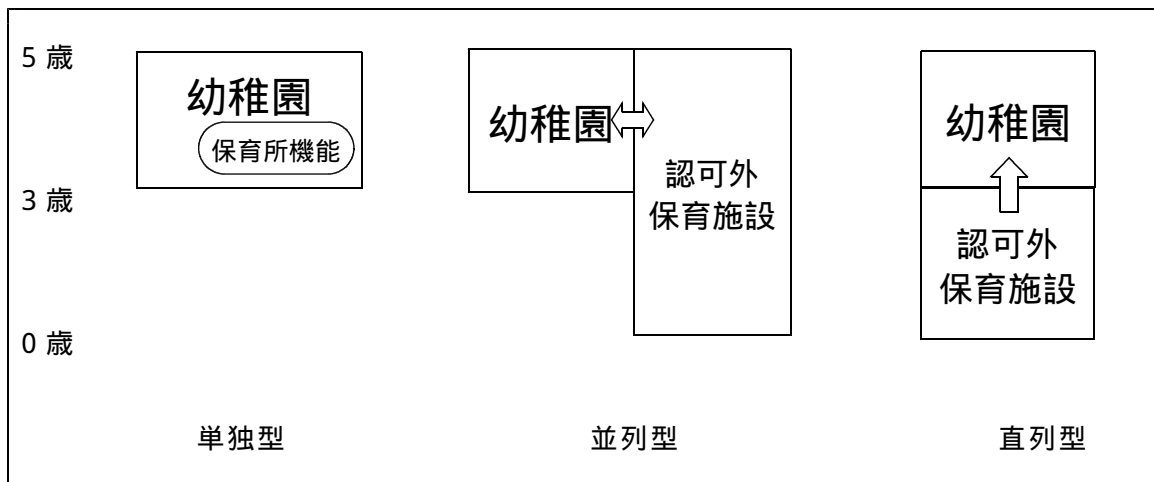 5 歳
幼稚園
保育所機能
3 歳
0 歳
単独型
幼稚園
認可外
保育施設
並列型
幼稚園
認可外
保育施設
直列型